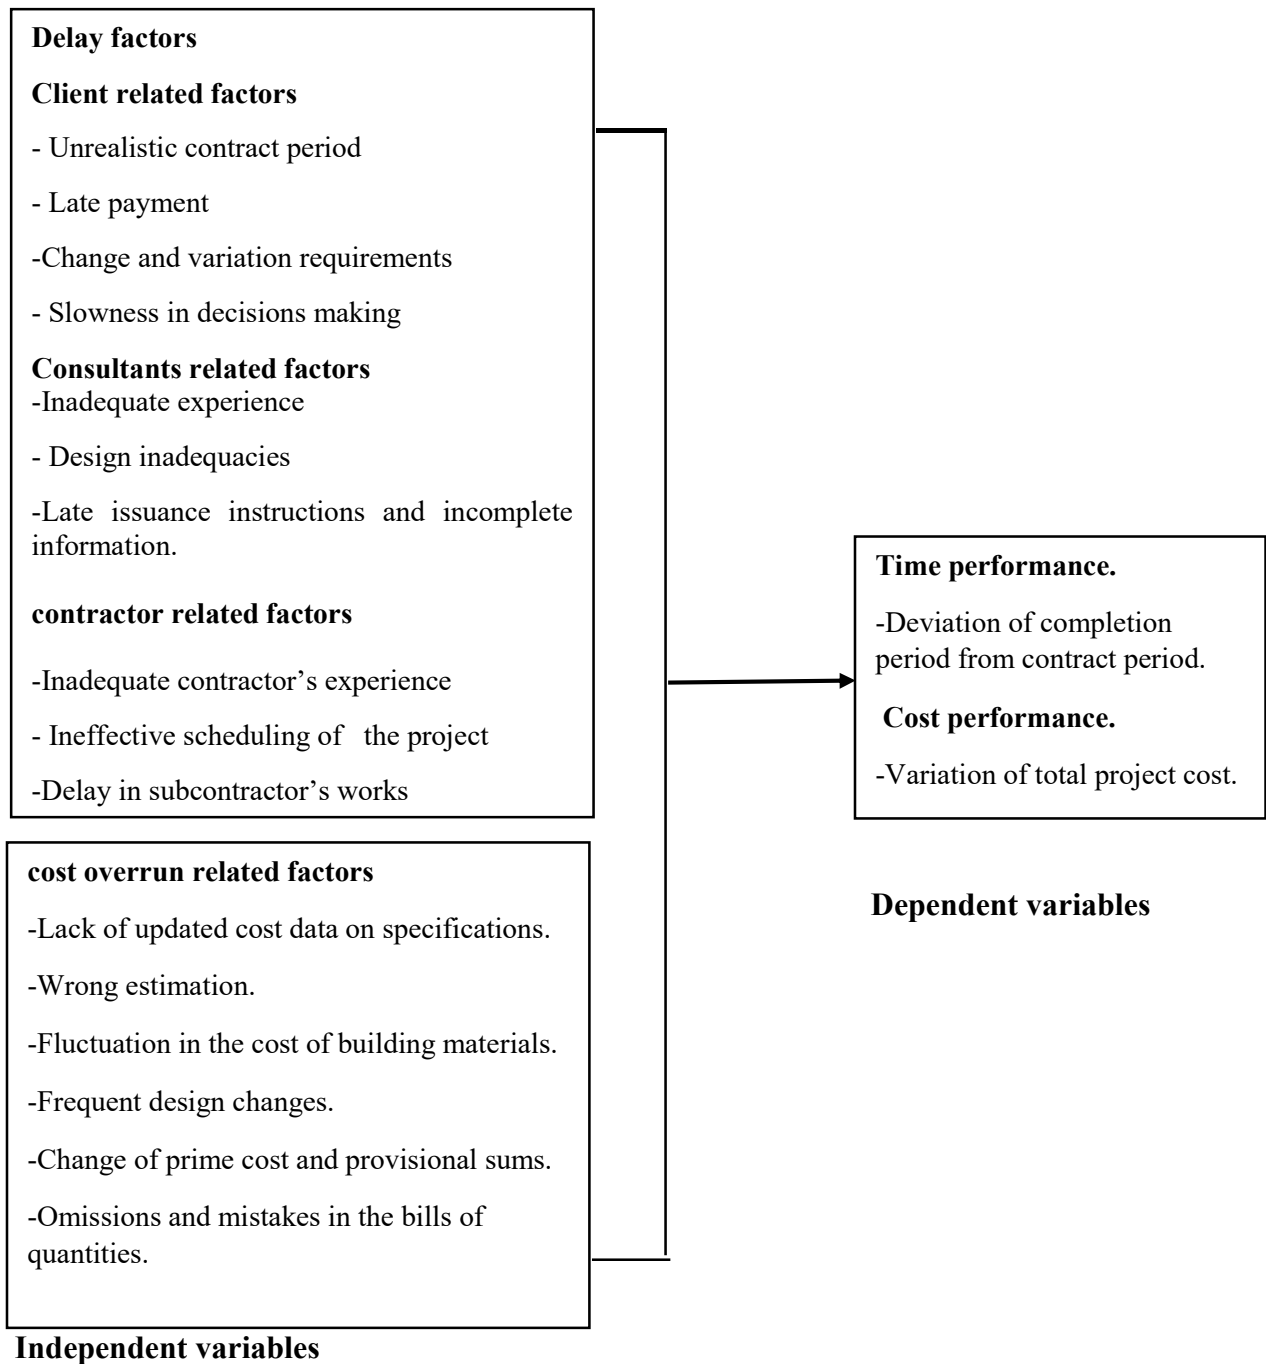 Delay factors
Client related factors
- Unrealistic contract period
- Late payment
-Change and variation requirements
- Slowness in decisions making
Consultants related factors
-Inadequate experience
- Design inadequacies
-Late issuance instructions and incomplete
information.
contractor related factors
-Inadequate contractor’s experience
- Ineffective scheduling of the project
-Delay in subcontractor’s works
cost overrun related factors
-Lack of updated cost data on specifications.
-Wrong estimation.
-Fluctuation in the cost of building materials.
-Frequent design changes.
-Change of prime cost and provisional sums.
-Omissions and mistakes in the bills of
quantities.
Independent variables
Time performance.
-Deviation of completion
period from contract period.
Cost performance.
-Variation of total project cost.
Dependent variables